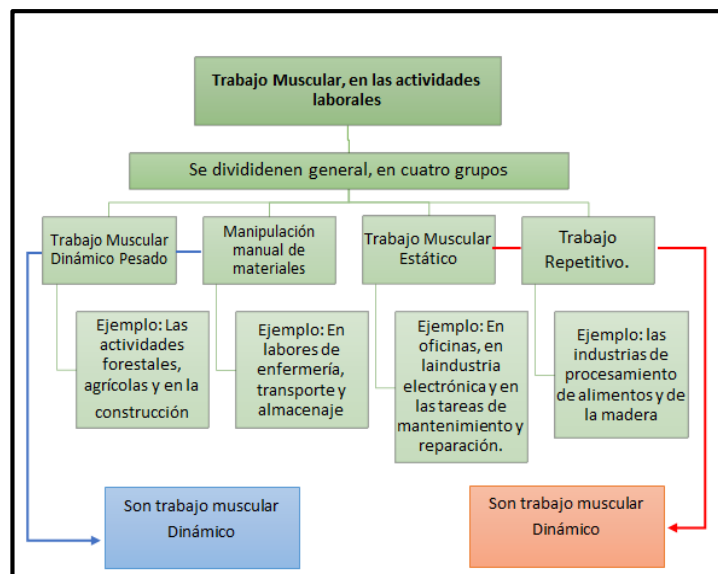 Trabajo Muscular, en las actividades
laborales
Se divididenen general, en cuatro grupos
Trabajo Muscular
Dinámico Pesado
Manipulación
manual de
materiales
Trabajo Muscular
Estático
Trabajo
Repetitivo.
Ejemplo: Las
actividades
forestales,
agrícolas y en la
construcción
Ejemplo: En
labores de
enfermería,
transporte y
almacenaje
Ejemplo: En
oficinas, en
laindustria
electrónica y en
las tareas de
mantenimiento y
reparación.
Ejemplo: las
industrias de
procesamiento
de alimentos y de
la madera
Son trabajo muscular
Dinámico
Son trabajo muscular
Dinámico